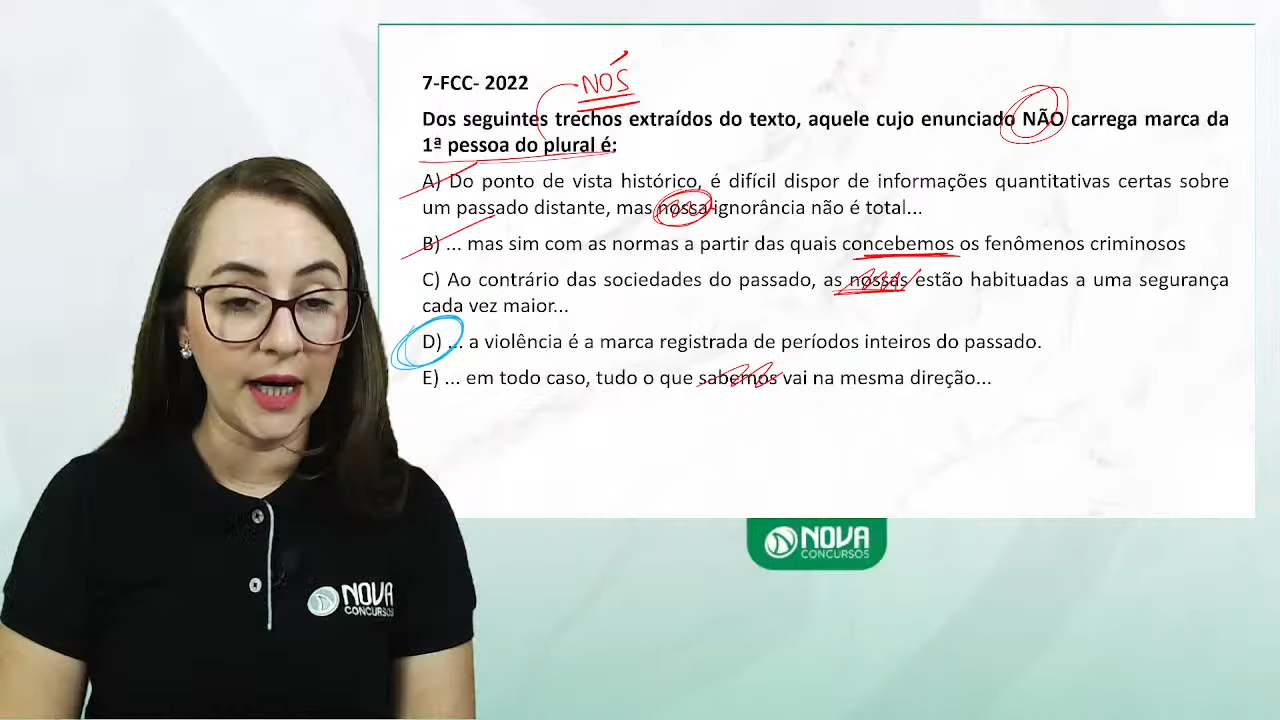 7-FCC- 2022
NÓS
Dos seguintes trechos extraídos do texto, aquele cujo enunciado NÃO carrega marca da
1ª pessoa do plural é:
A) Do ponto de vista histórico, é difícil dispor de informações quantitativas certas sobre
um passado distante, mas nossa ignorância não é total...
B) ... mas sim com as normas a partir das quais concebemos os fenômenos criminosos
C) Ao contrário das sociedades do passado, as nossas estão habituadas a uma segurança
cada vez maior...
D) ... a violência é a marca registrada de períodos inteiros do passado.
E) ... em todo caso, tudo o que sabemos vai na mesma direção...
NOVA
CONCURSOS
NOVA
CONCURSOS